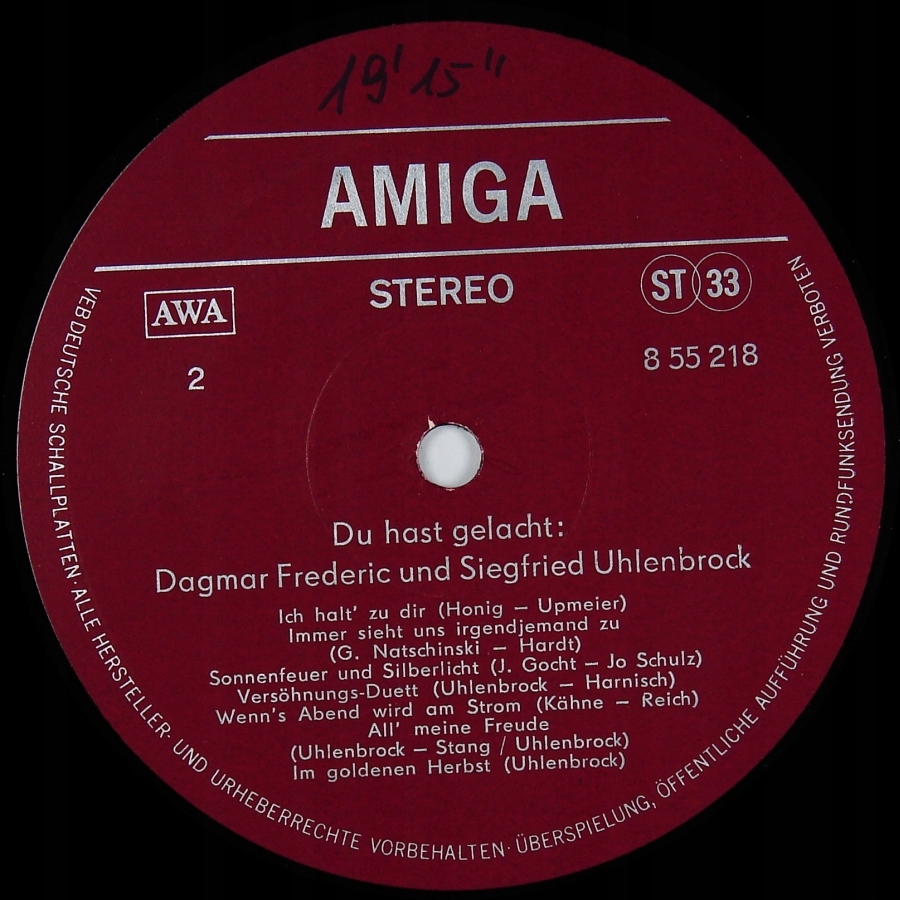 19' 15"
AMIGA
STEREO
AWA
ST 33
2
8 55 218
Du hast gelacht:
Dagmar Frederic und Siegfried Uhlenbrock
Ich halt' zu dir (Honig – Upmeier)
Immer sieht uns irgendjemand zu
(G. Natschinski – Hardt)
Sonnenfeuer und Silberlicht (J. Gocht – Jo Schulz)
Versöhnungs-Duett (Uhlenbrock – Harnisch)
Wenn's Abend wird am Strom (Kähne – Reich)
All' meine Freude
(Uhlenbrock – Stang / Uhlenbrock)
Im goldenen Herbst (Uhlenbrock)
VEB DEUTSCHE SCHALLPLATTEN · ALLE HERSTELLER- UND URHEBERRECHTE VORBEHALTEN · ÜBERSPIELUNG, ÖFFENTLICHE AUFFÜHRUNG UND RUNDFUNKSENDUNG VERBOTEN